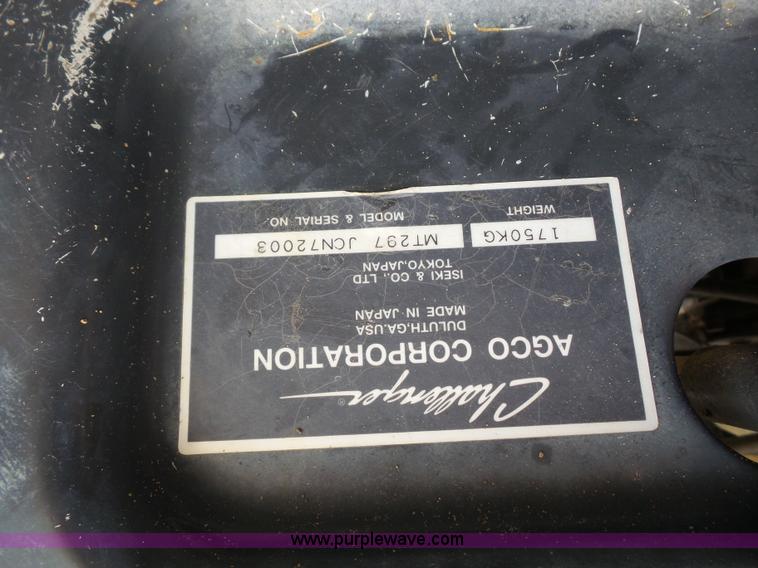 Challenger®
AGCO CORPORATION
DULUTH,GA.USA
MADE IN JAPAN
ISEKI & CO., LTD
TOKYO,JAPAN
1750KG MT297 JCN72003
WEIGHT MODEL & SERIAL NO.
www.purplewave.com